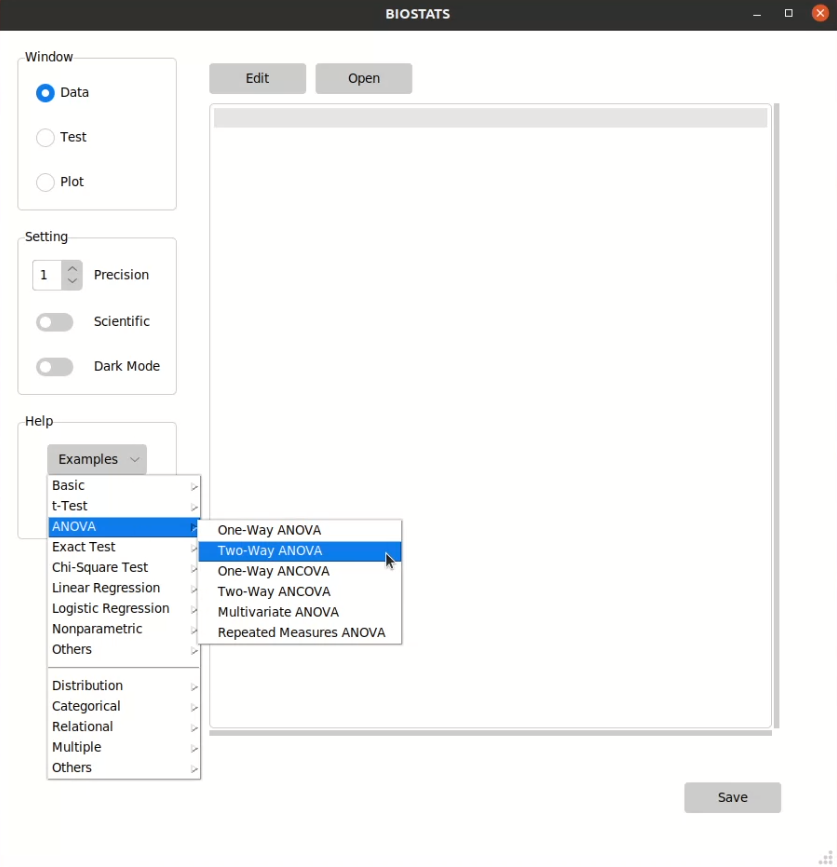 BIOSTATS
Window
Data
Test
Plot
Edit
Open
Setting
1 Precision
Scientific
Dark Mode
Help
Examples
Basic
t-Test
ANOVA
Exact Test
Chi-Square Test
Linear Regression
Logistic Regression
Nonparametric
Others
Distribution
Categorical
Relational
Multiple
Others
One-Way ANOVA
Two-Way ANOVA
One-Way ANCOVA
Two-Way ANCOVA
Multivariate ANOVA
Repeated Measures ANOVA
Save